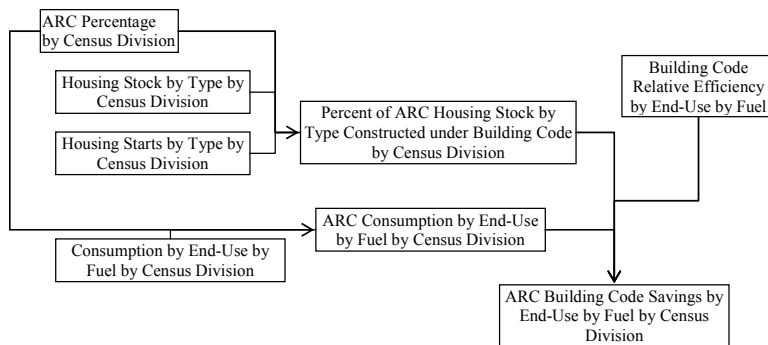 ARC Percentage
by Census Division
Housing Stock by Type by
Census Division
Housing Starts by Type by
Census Division
Percent of ARC Housing Stock by
Type Constructed under Building Code
by Census Division
Building Code
Relative Efficiency
by End-Use by Fuel
ARC Consumption by End-Use
by Fuel by Census Division
Consumption by End-Use by
Fuel by Census Division
ARC Building Code Savings by
End-Use by Fuel by Census
Division